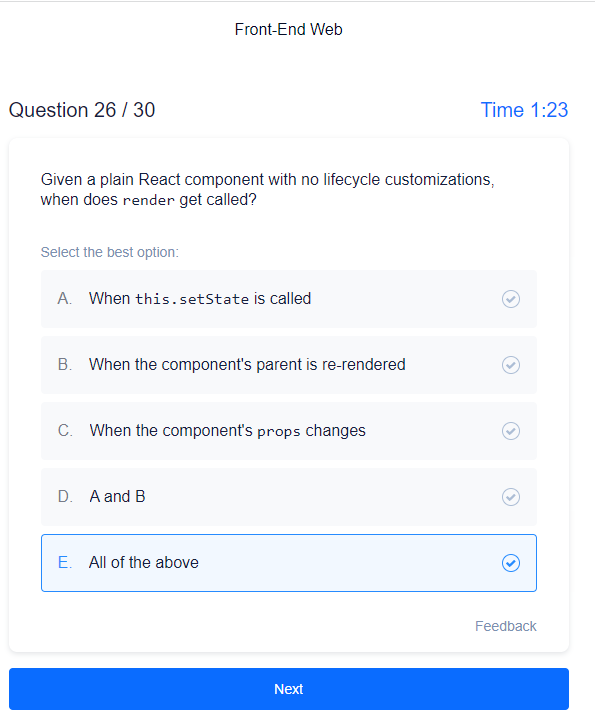 Front-End Web
Question 26 / 30
Time 1:23
Given a plain React component with no lifecycle customizations,
when does render get called?
Select the best option:
A. When this.setState is called
B. When the component's parent is re-rendered
C. When the component's props changes
D. A and B
E. All of the above
Feedback
Next